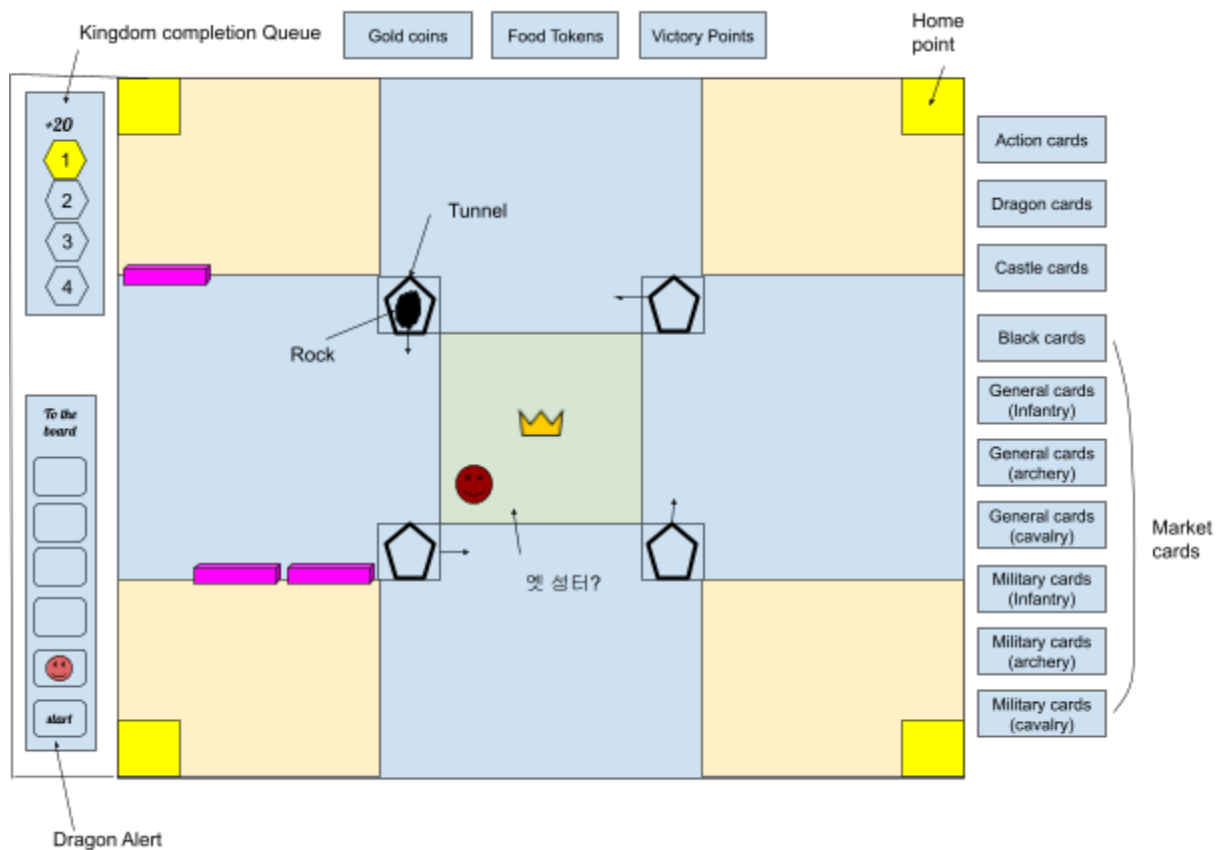 Kingdom completion Queue
Gold coins
Food Tokens
Victory Points
Home
point
+20
1
2
3
4
Tunnel
Rock
Action cards
Dragon cards
Castle cards
Black cards
General cards
(Infantry)
General cards
(archery)
General cards
(cavalry)
Military cards
(Infantry)
Military cards
(archery)
Military cards
(cavalry)
Market
cards
To the
board
start
엣 성터?
Dragon Alert